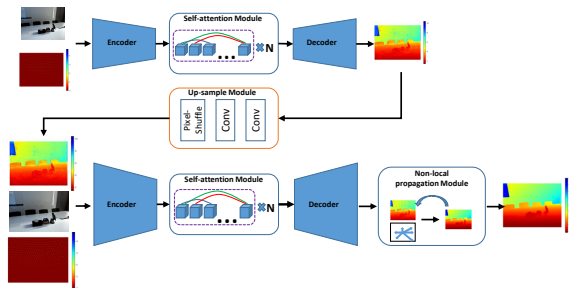 Self-attention Module
Encoder
N
Decoder
Up-sample Module
Pixel-
Shuffle
Conv
Conv
Self-attention Module
Encoder
N
Decoder
Non-local
propagation Module